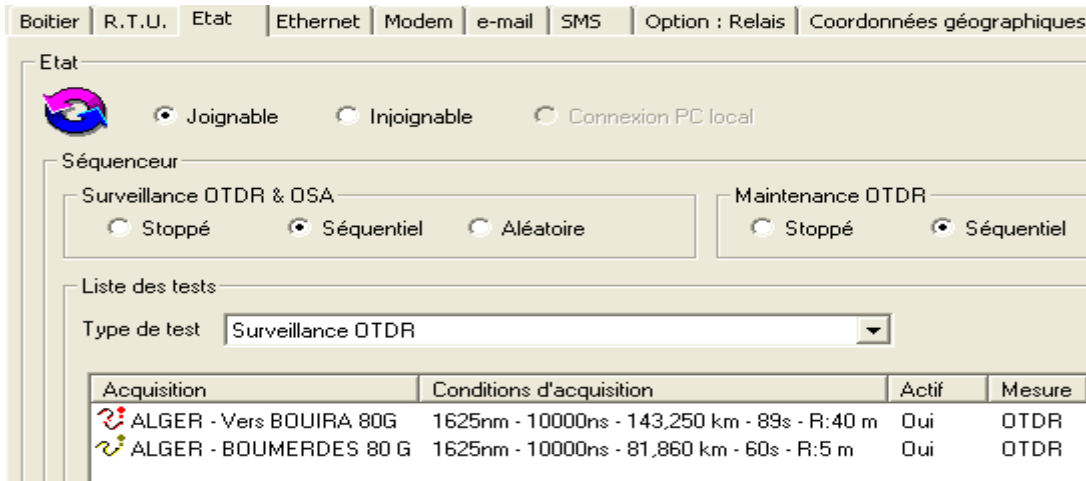 Boitier R.T.U. Etat Ethernet Modem e-mail SMS Option : Relais Coordonnées géographiques
Etat
Joignable Injoignable Connexion PC local
Séquenceur
Surveillance OTDR & OSA Maintenance OTDR
Stoppé Séquentiel Aléatoire Stoppé Séquentiel
Liste des tests
Type de test Surveillance OTDR
Acquisition Conditions d'acquisition Actif Mesure
ALGER - Vers BOUIRA 80G 1625nm - 10000ns - 143,250 km - 89s - R:40 m Oui OTDR
ALGER - BOUMERDES 80 G 1625nm - 10000ns - 81,860 km - 60s - R:5 m Oui OTDR